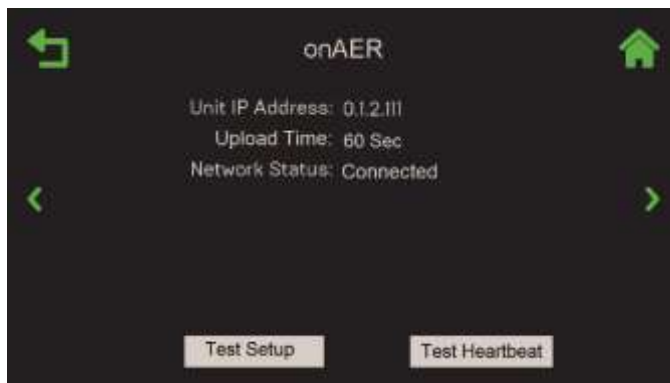 onAER
Unit IP Address: 0.1.2.111
Upload Time: 60 Sec
Network Status: Connected
Test Setup
Test Heartbeat